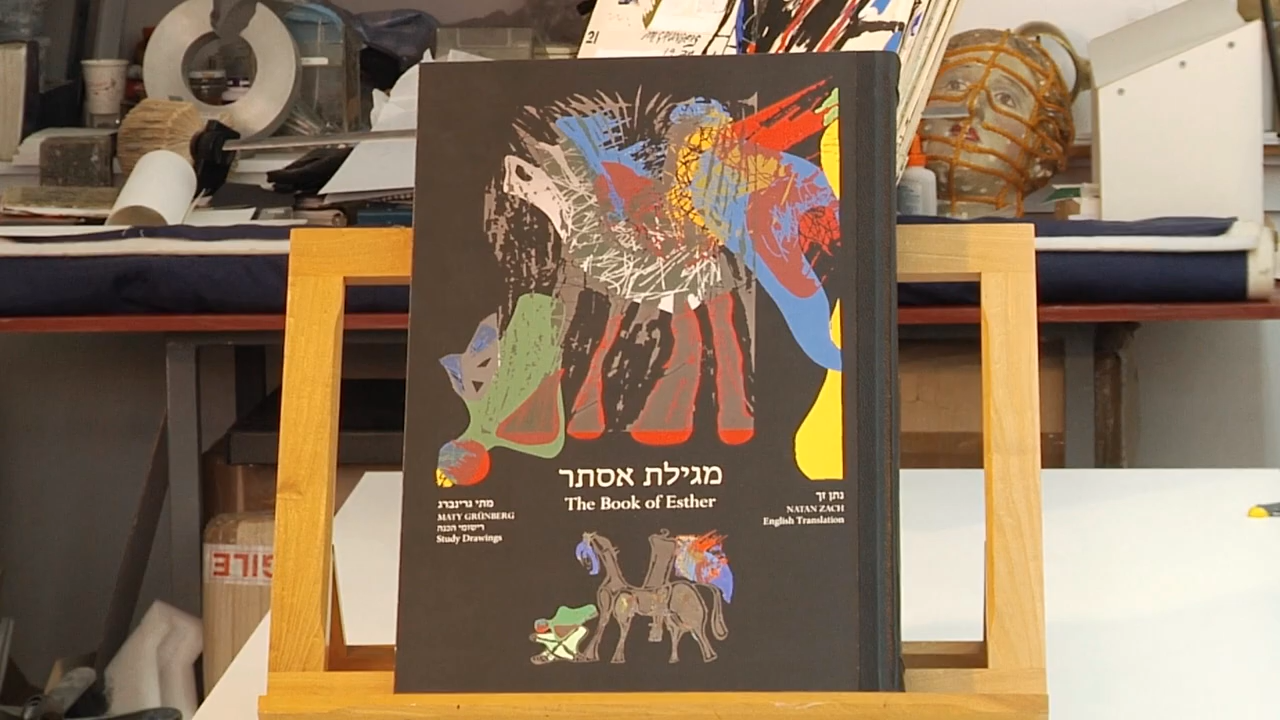 21
מגילת אסתר
The Book of Esther
מתי גרינברג
MATY GRÜNBERG
רישומי הכנה
Study Drawings
נתן זך
NATAN ZACH
English Translation